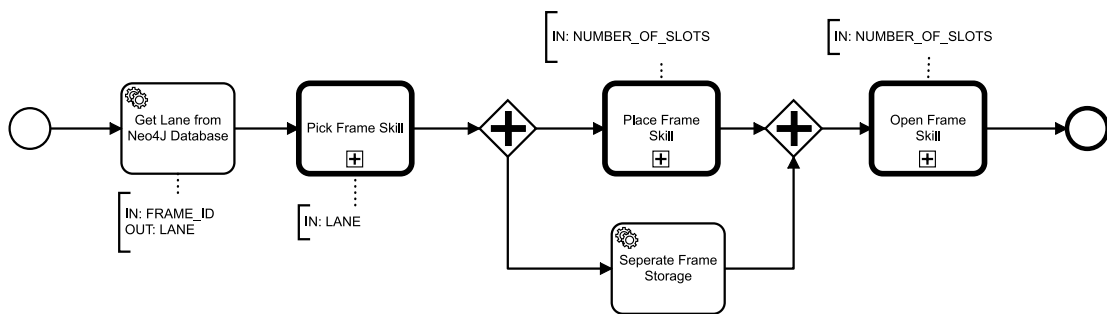 IN: NUMBER_OF_SLOTS
IN: NUMBER_OF_SLOTS
Get Lane from
Neo4J Database
Pick Frame Skill
Place Frame
Skill
Open Frame
Skill
IN: FRAME_ID
OUT: LANE
IN: LANE
Seperate Frame
Storage